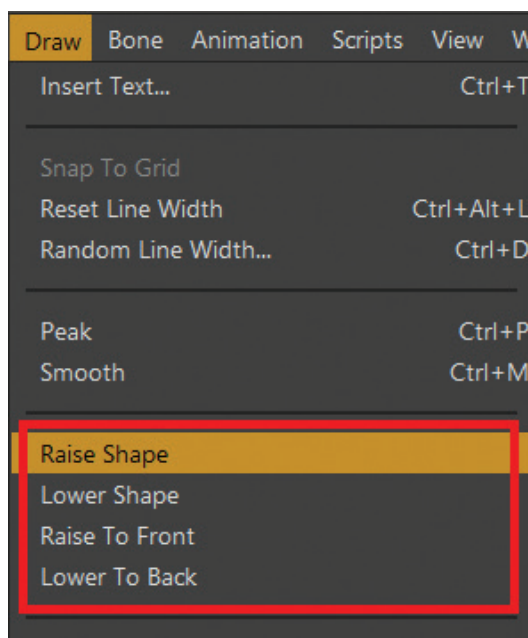 Draw Bone Animation Scripts View W
Insert Text... Ctrl+T
Snap To Grid
Reset Line Width Ctrl+Alt+L
Random Line Width... Ctrl+D
Peak Ctrl+P
Smooth Ctrl+M
Raise Shape
Lower Shape
Raise To Front
Lower To Back